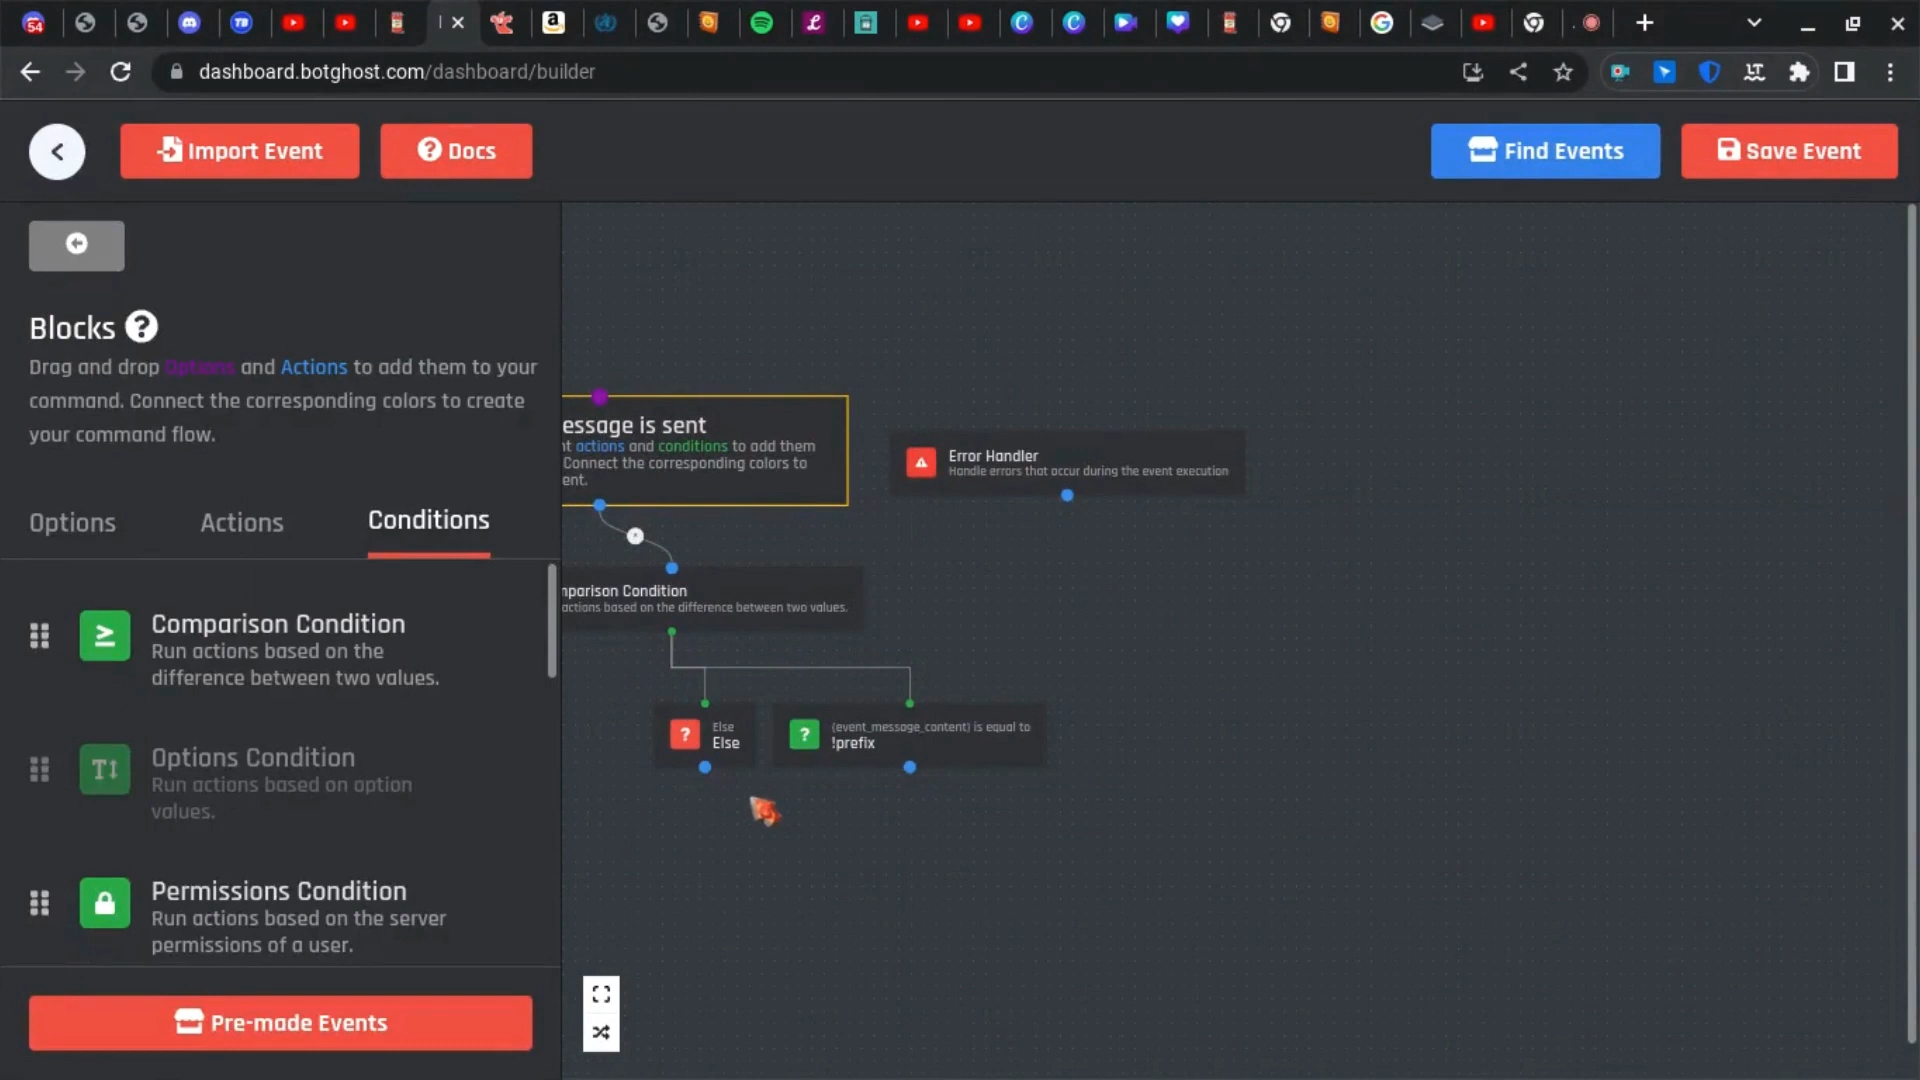 54
TB
dashboard.botghost.com/dashboard/builder
Import Event
Docs
Find Events
Save Event
Blocks
Drag and drop Options and Actions to add them to your
command. Connect the corresponding colors to create
your command flow.
Options
Actions
Conditions
Comparison Condition
Run actions based on the
difference between two values.
Options Condition
Run actions based on option
values.
Permissions Condition
Run actions based on the server
permissions of a user.
Pre-made Events
essage is sent
nt actions and conditions to add them
Connect the corresponding colors to
ent.
Error Handler
Handle errors that occur during the event execution
mparison Condition
actions based on the difference between two values.
Else
Else
{event_message_content} is equal to
!prefix